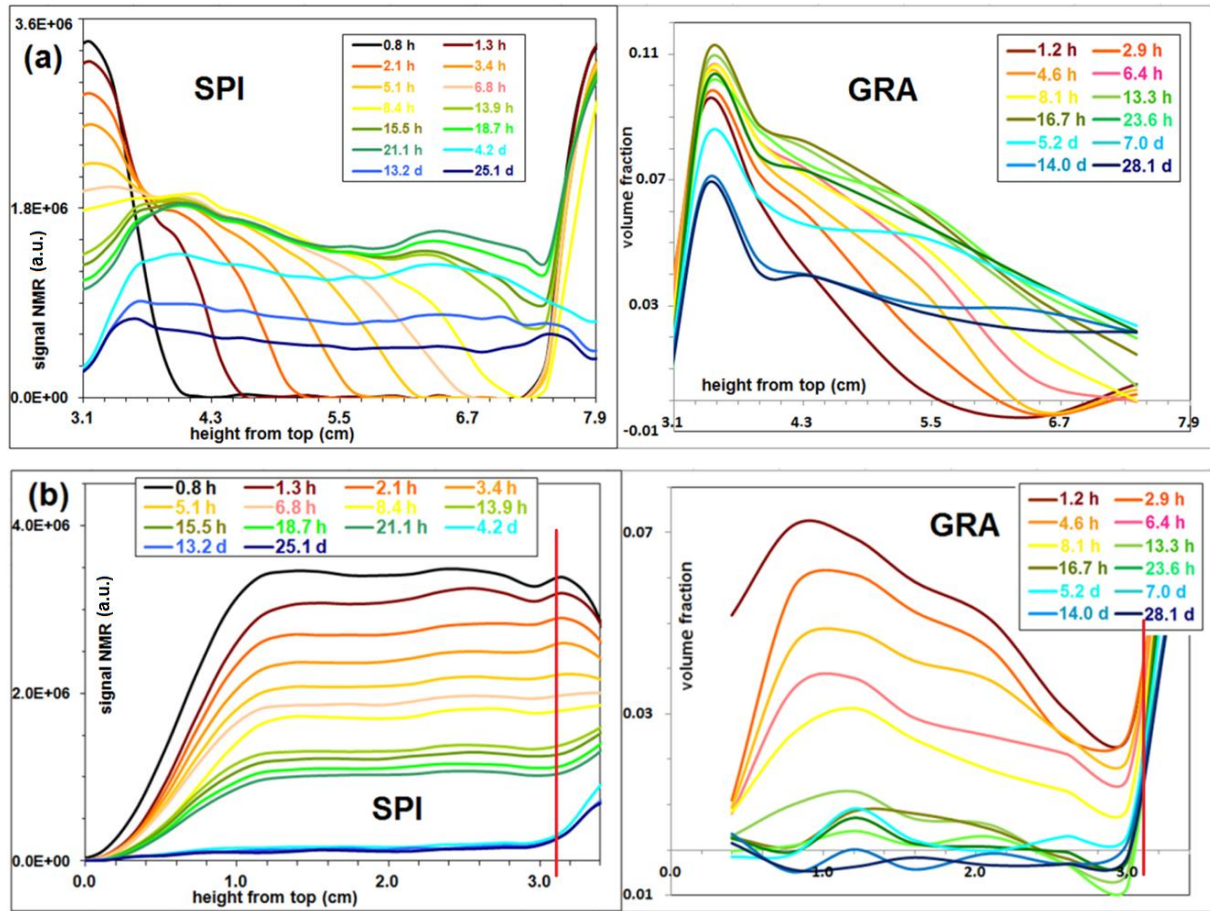 3.6E+06
(a)
SPI
0.8 h 1.3 h
2.1 h 3.4 h
5.1 h 6.8 h
8.4 h 13.9 h
15.5 h 18.7 h
21.1 h 4.2 d
13.2 d 25.1 d
1.8E+06
signal NMR (a.u.)
0.0E+00
3.1 4.3 5.5 6.7 7.9
height from top (cm)
GRA
1.2 h 2.9 h
4.6 h 6.4 h
8.1 h 13.3 h
16.7 h 23.6 h
5.2 d 7.0 d
14.0 d 28.1 d
0.11
0.07
volume fraction
0.03
height from top (cm)
-0.01
3.1 4.3 5.5 6.7 7.9
(b)
0.8 h 1.3 h 2.1 h 3.4 h
5.1 h 6.8 h 8.4 h 13.9 h
15.5 h 18.7 h 21.1 h 4.2 d
13.2 d 25.1 d
4.0E+06
signal NMR (a.u.)
2.0E+06
SPI
0.0E+00
0.0 1.0 2.0 3.0
height from top (cm)
GRA
1.2 h 2.9 h
4.6 h 6.4 h
8.1 h 13.3 h
16.7 h 23.6 h
5.2 d 7.0 d
14.0 d 28.1 d
0.07
volume fraction
0.03
1.0 2.0 3.0
0.01